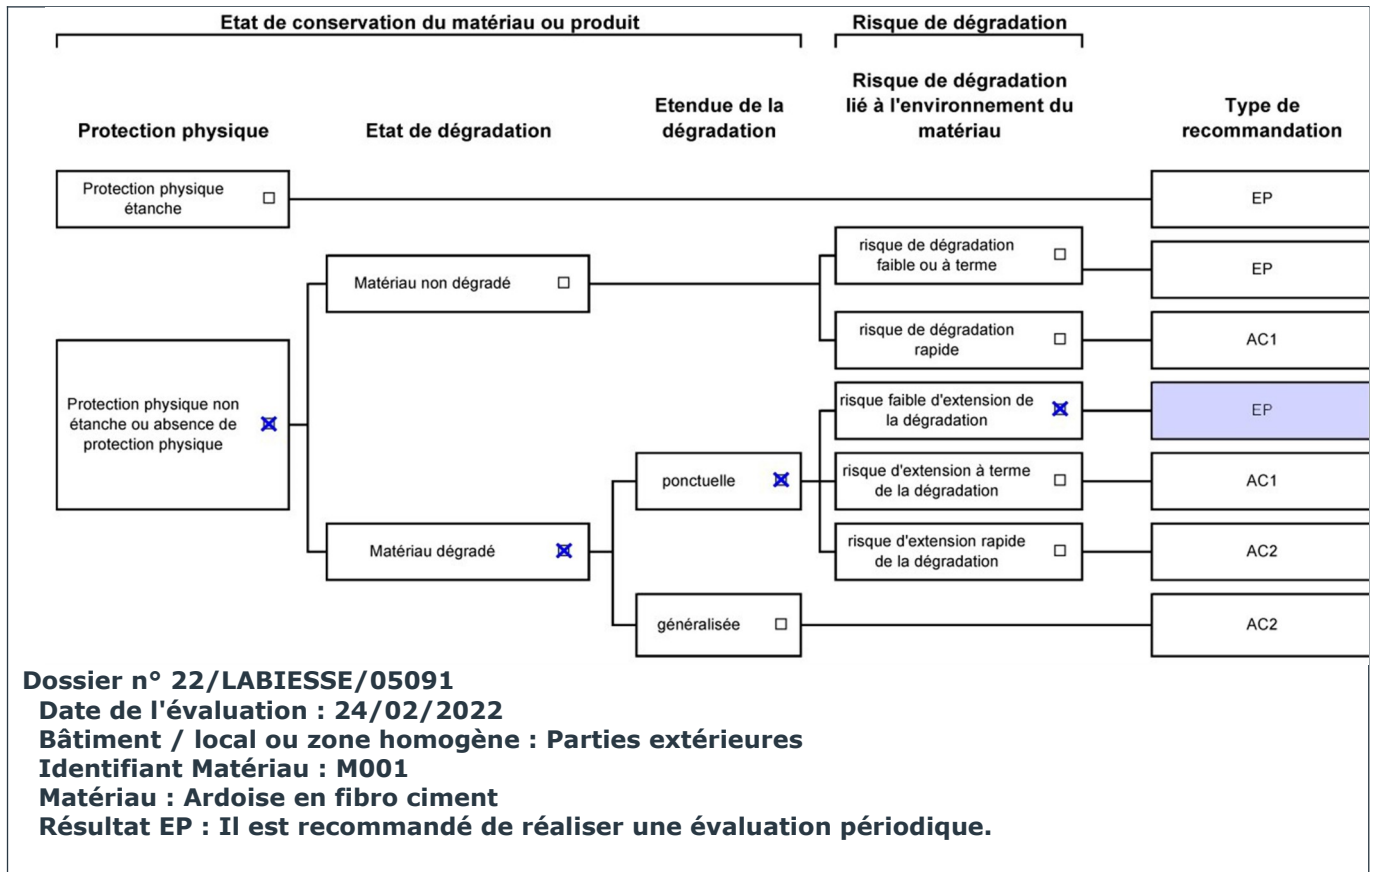 Etat de conservation du matériau ou produit
Risque de dégradation
Protection physique
Etat de dégradation
Etendue de la
dégradation
Risque de dégradation
lié à l'environnement du
matériau
Type de
recommandation
Protection physique
étanche
EP
risque de dégradation
faible ou à terme
EP
Matériau non dégradé
risque de dégradation
rapide
AC1
Protection physique non
étanche ou absence de
protection physique
risque faible d'extension de
la dégradation
EP
ponctuelle
risque d'extension à terme
de la dégradation
AC1
Matériau dégradé
risque d'extension rapide
de la dégradation
AC2
généralisée
AC2
Dossier n° 22/LABIESSE/05091
Date de l'évaluation : 24/02/2022
Bâtiment / local ou zone homogène : Parties extérieures
Identifiant Matériau : M001
Matériau : Ardoise en fibro ciment
Résultat EP : Il est recommandé de réaliser une évaluation périodique.